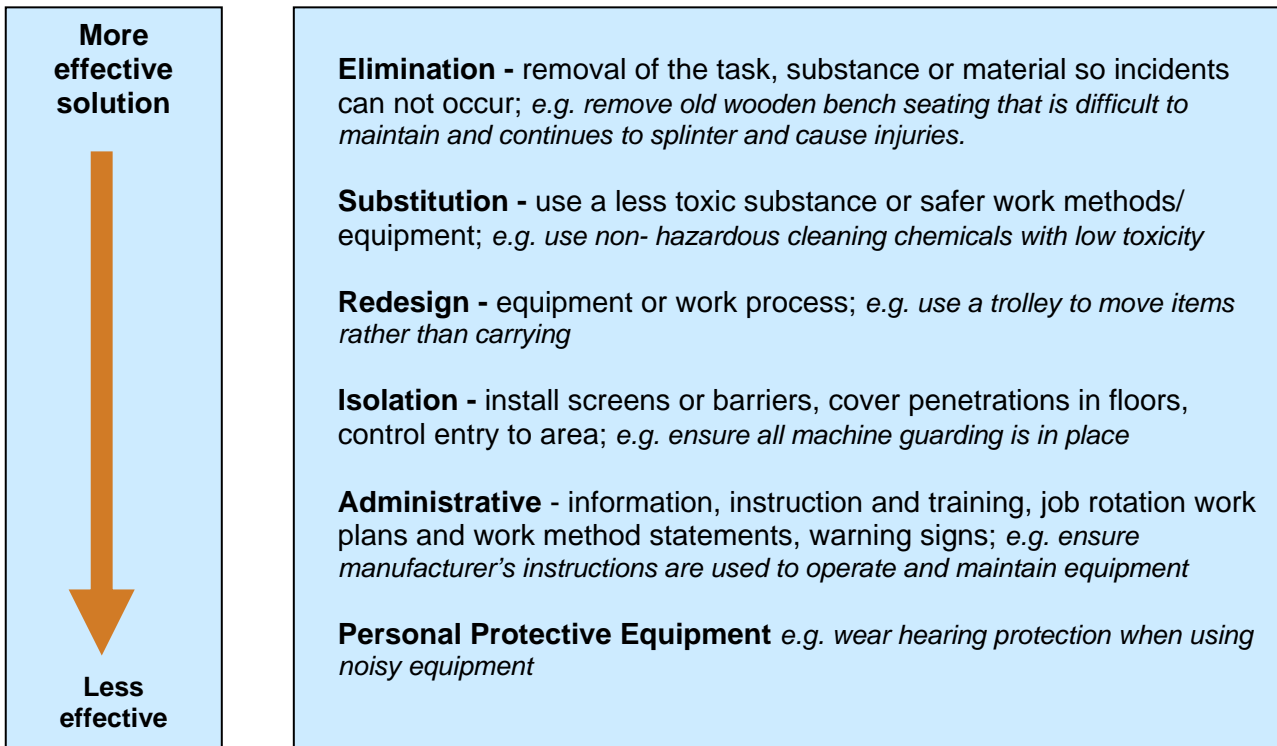 More
effective
solution
Less
effective
Elimination - removal of the task, substance or material so incidents
can not occur; e.g. remove old wooden bench seating that is difficult to
maintain and continues to splinter and cause injuries.
Substitution - use a less toxic substance or safer work methods/
equipment; e.g. use non- hazardous cleaning chemicals with low toxicity
Redesign - equipment or work process; e.g. use a trolley to move items
rather than carrying
Isolation - install screens or barriers, cover penetrations in floors,
control entry to area; e.g. ensure all machine guarding is in place
Administrative - information, instruction and training, job rotation work
plans and work method statements, warning signs; e.g. ensure
manufacturer’s instructions are used to operate and maintain equipment
Personal Protective Equipment e.g. wear hearing protection when using
noisy equipment